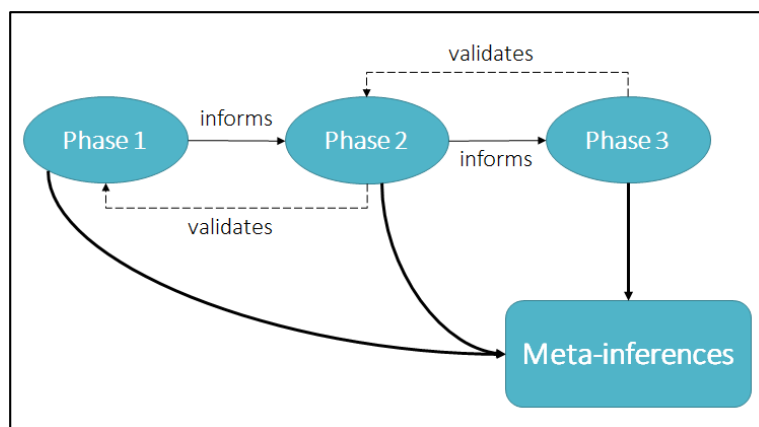 validates
informs
Phase 1
Phase 2
Phase 3
informs
validates
Meta-inferences